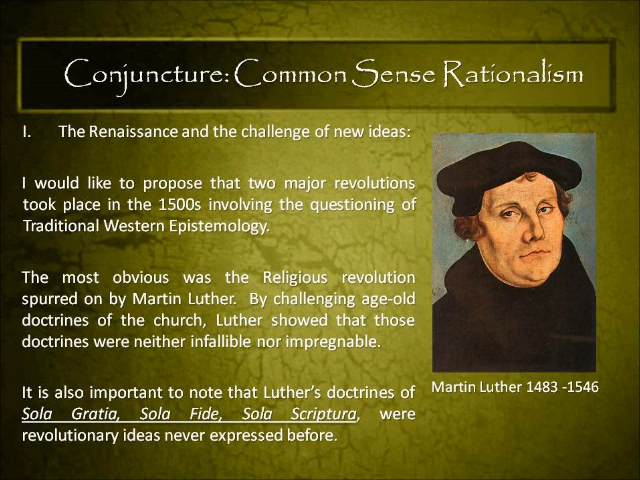 Conjuncture: Common Sense Rationalism
I. The Renaissance and the challenge of new ideas:
I would like to propose that two major revolutions
took place in the 1500s involving the questioning of
Traditional Western Epistemology.
The most obvious was the Religious revolution
spurred on by Martin Luther. By challenging age-old
doctrines of the church, Luther showed that those
doctrines were neither infallible nor impregnable.
It is also important to note that Luther's doctrines of
Sola Gratia, Sola Fide, Sola Scriptura, were
revolutionary ideas never expressed before.
Martin Luther 1483 -1546